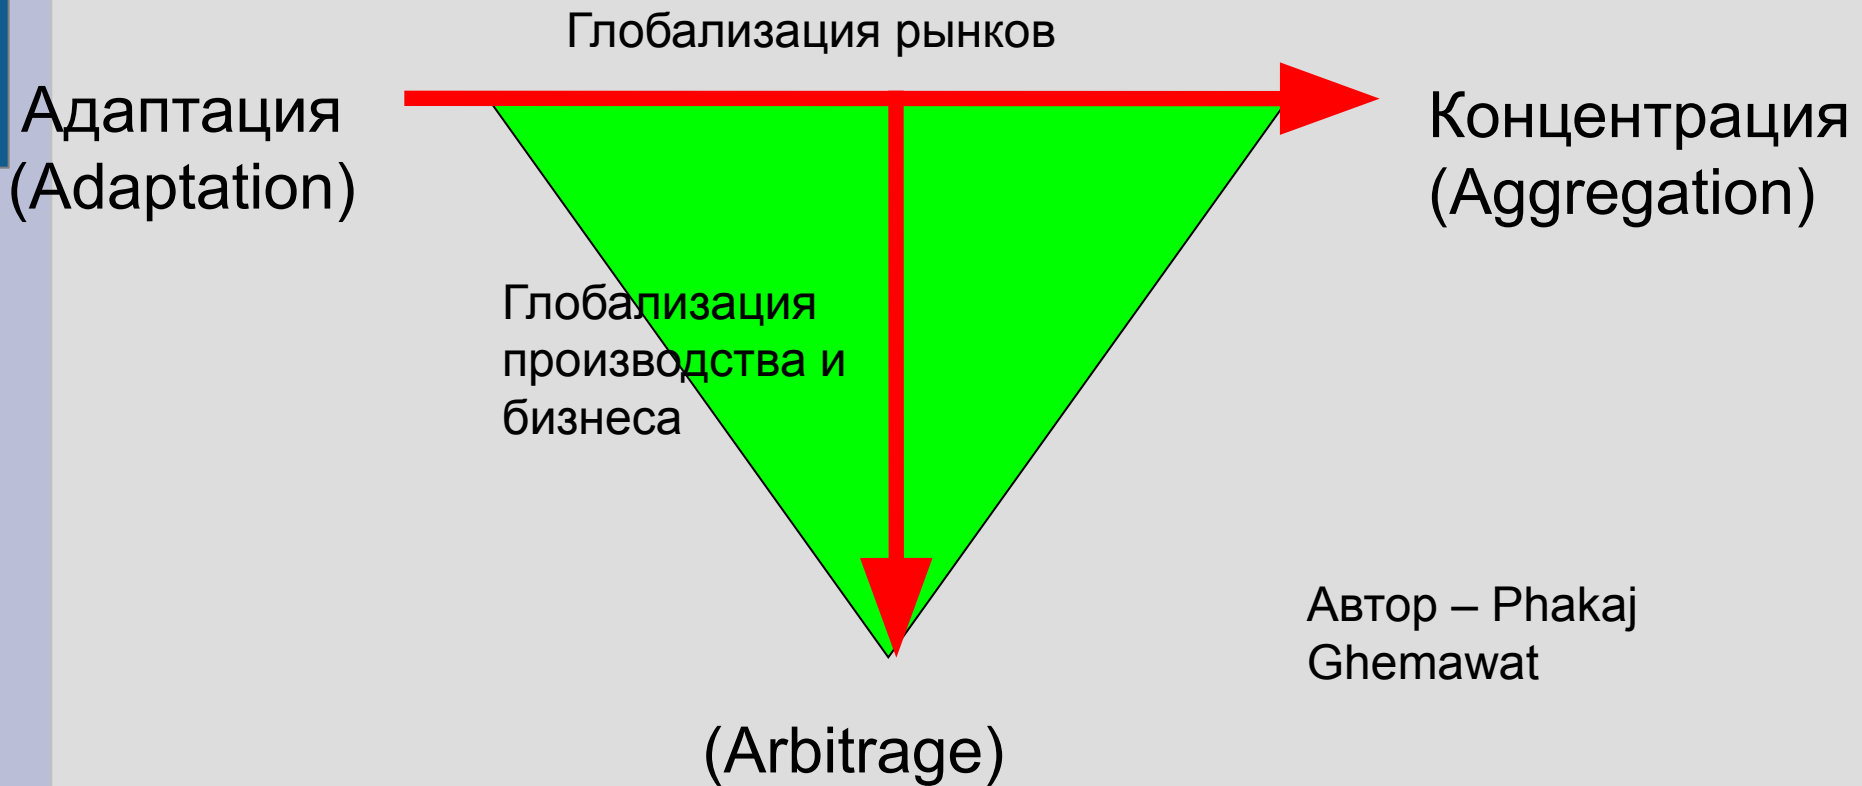 Глобализация рынков
Адаптация
(Adaptation)
Концентрация
(Aggregation)
Глобализация
производства и
бизнеса
Автор – Phakaj
Ghemawat
(Arbitrage)